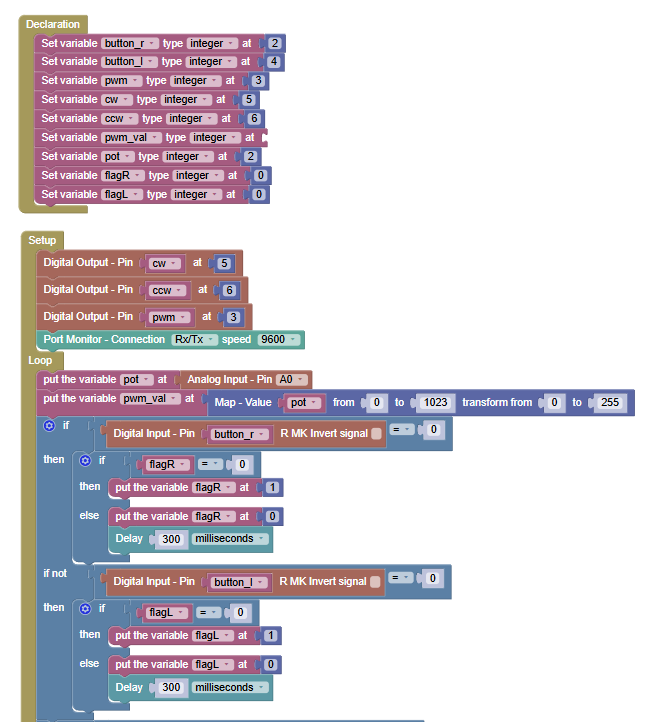 Declaration
Set variable button_r type integer at 2
Set variable button_l type integer at 4
Set variable pwm type integer at 3
Set variable cw type integer at 5
Set variable ccw type integer at 6
Set variable pwm_val type integer at
Set variable pot type integer at 2
Set variable flagR type integer at 0
Set variable flagL type integer at 0
Setup
Digital Output - Pin cw at 5
Digital Output - Pin ccw at 6
Digital Output - Pin pwm at 3
Port Monitor - Connection Rx/Tx speed 9600
Loop
put the variable pot at Analog Input - Pin A0
put the variable pwm_val at Map - Value pot from 0 to 1023 transform from 0 to 255
if Digital Input - Pin button_r R MK Invert signal = 0
then if flagR = 0
then put the variable flagR at 1
else put the variable flagR at 0
Delay 300 milliseconds
if not Digital Input - Pin button_l R MK Invert signal = 0
then if flagL = 0
then put the variable flagL at 1
else put the variable flagL at 0
Delay 300 milliseconds